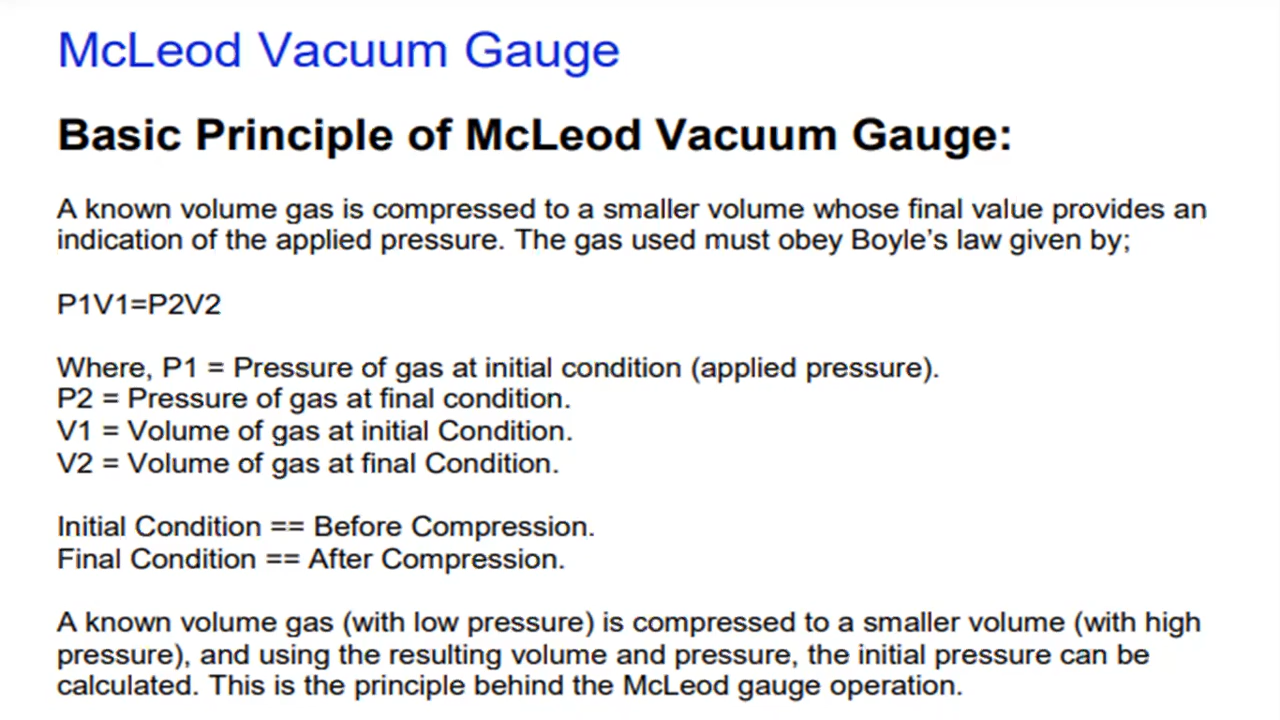 McLeod Vacuum Gauge
Basic Principle of McLeod Vacuum Gauge:
A known volume gas is compressed to a smaller volume whose final value provides an
indication of the applied pressure. The gas used must obey Boyle’s law given by;
P1V1=P2V2
Where, P1 = Pressure of gas at initial condition (applied pressure).
P2 = Pressure of gas at final condition.
V1 = Volume of gas at initial Condition.
V2 = Volume of gas at final Condition.
Initial Condition == Before Compression.
Final Condition == After Compression.
A known volume gas (with low pressure) is compressed to a smaller volume (with high
pressure), and using the resulting volume and pressure, the initial pressure can be
calculated. This is the principle behind the McLeod gauge operation.